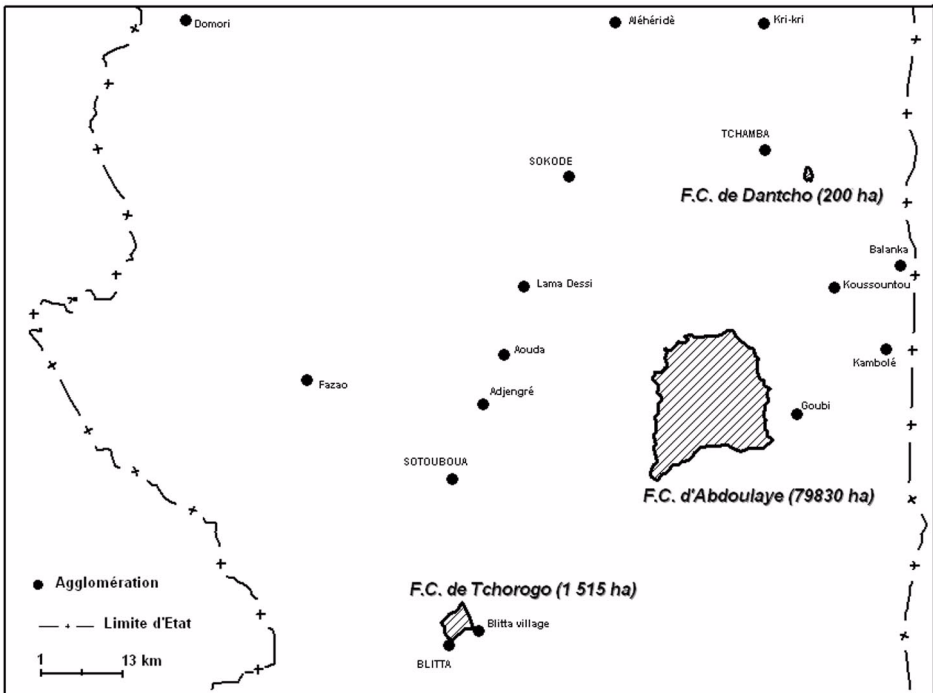 Domori
Aléhéridè
Kri-kri
TCHAMBA
SOKODE
F.C. de Dantcho (200 ha)
Balanka
Lama Dessi
Koussountou
Aouda
Kambolé
Fazao
Adjengré
Goubi
SOTOUBOUA
F.C. d'Abdoulaye (79830 ha)
Agglomération
F.C. de Tchorogo (1 515 ha)
Limite d'Etat
Blitta village
1 13 km
BLITTA